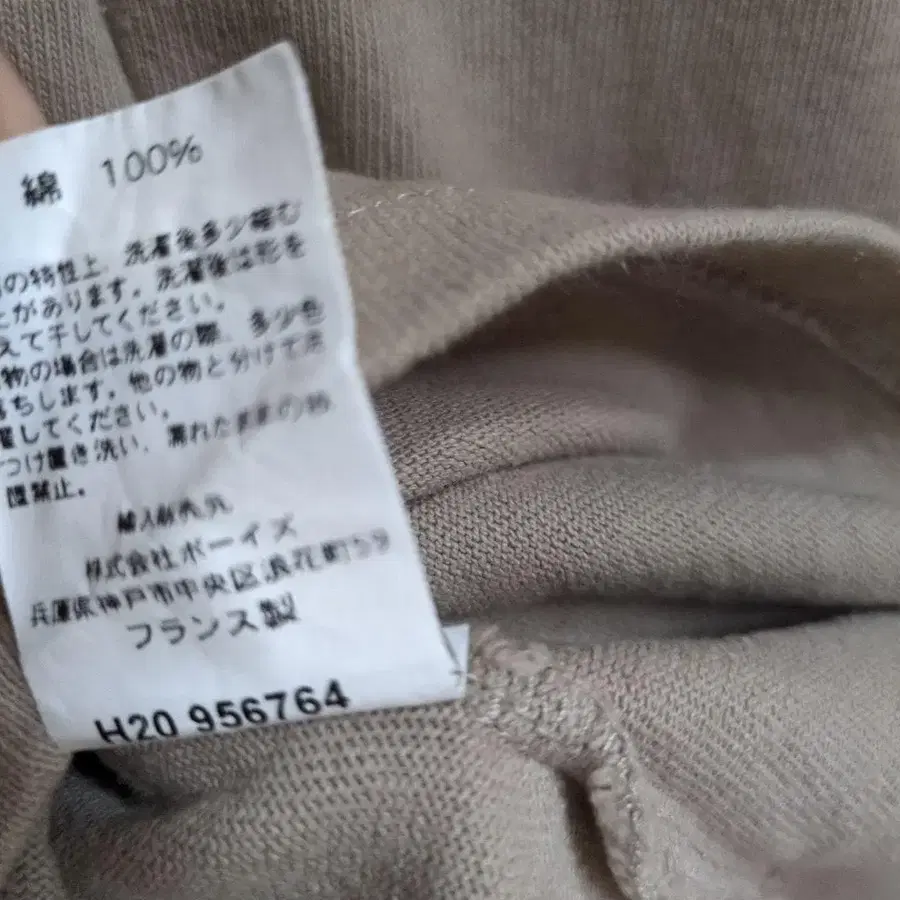 綿 100%
の特性上、洗濯後多少縮む
とがあります。洗濯後は形を
えて干してください。
物の場合は洗濯の際、多少色
落ちします。他の物と分けて洗
濯してください。
つけ置き洗い、濡れたままの放
置禁止。
輸入販売元
株式会社ボーイズ
兵庫県神戸市中央区浪花町59
フランス製
H20 956764